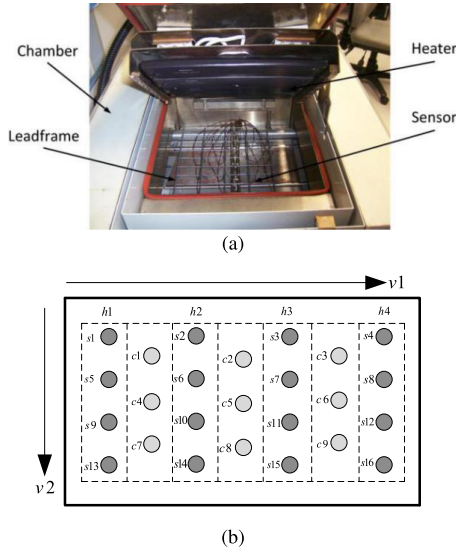 Chamber
Heater
Leadframe
Sensor
(a)
v1
h1 h2 h3 h4
s1 s2 s3 s4
c1 c2 c3
s5 s6 s7 s8
c4 c5 c6
s9 s10 s11 s12
c7 c8 c9
s13 s14 s15 s16
v2
(b)